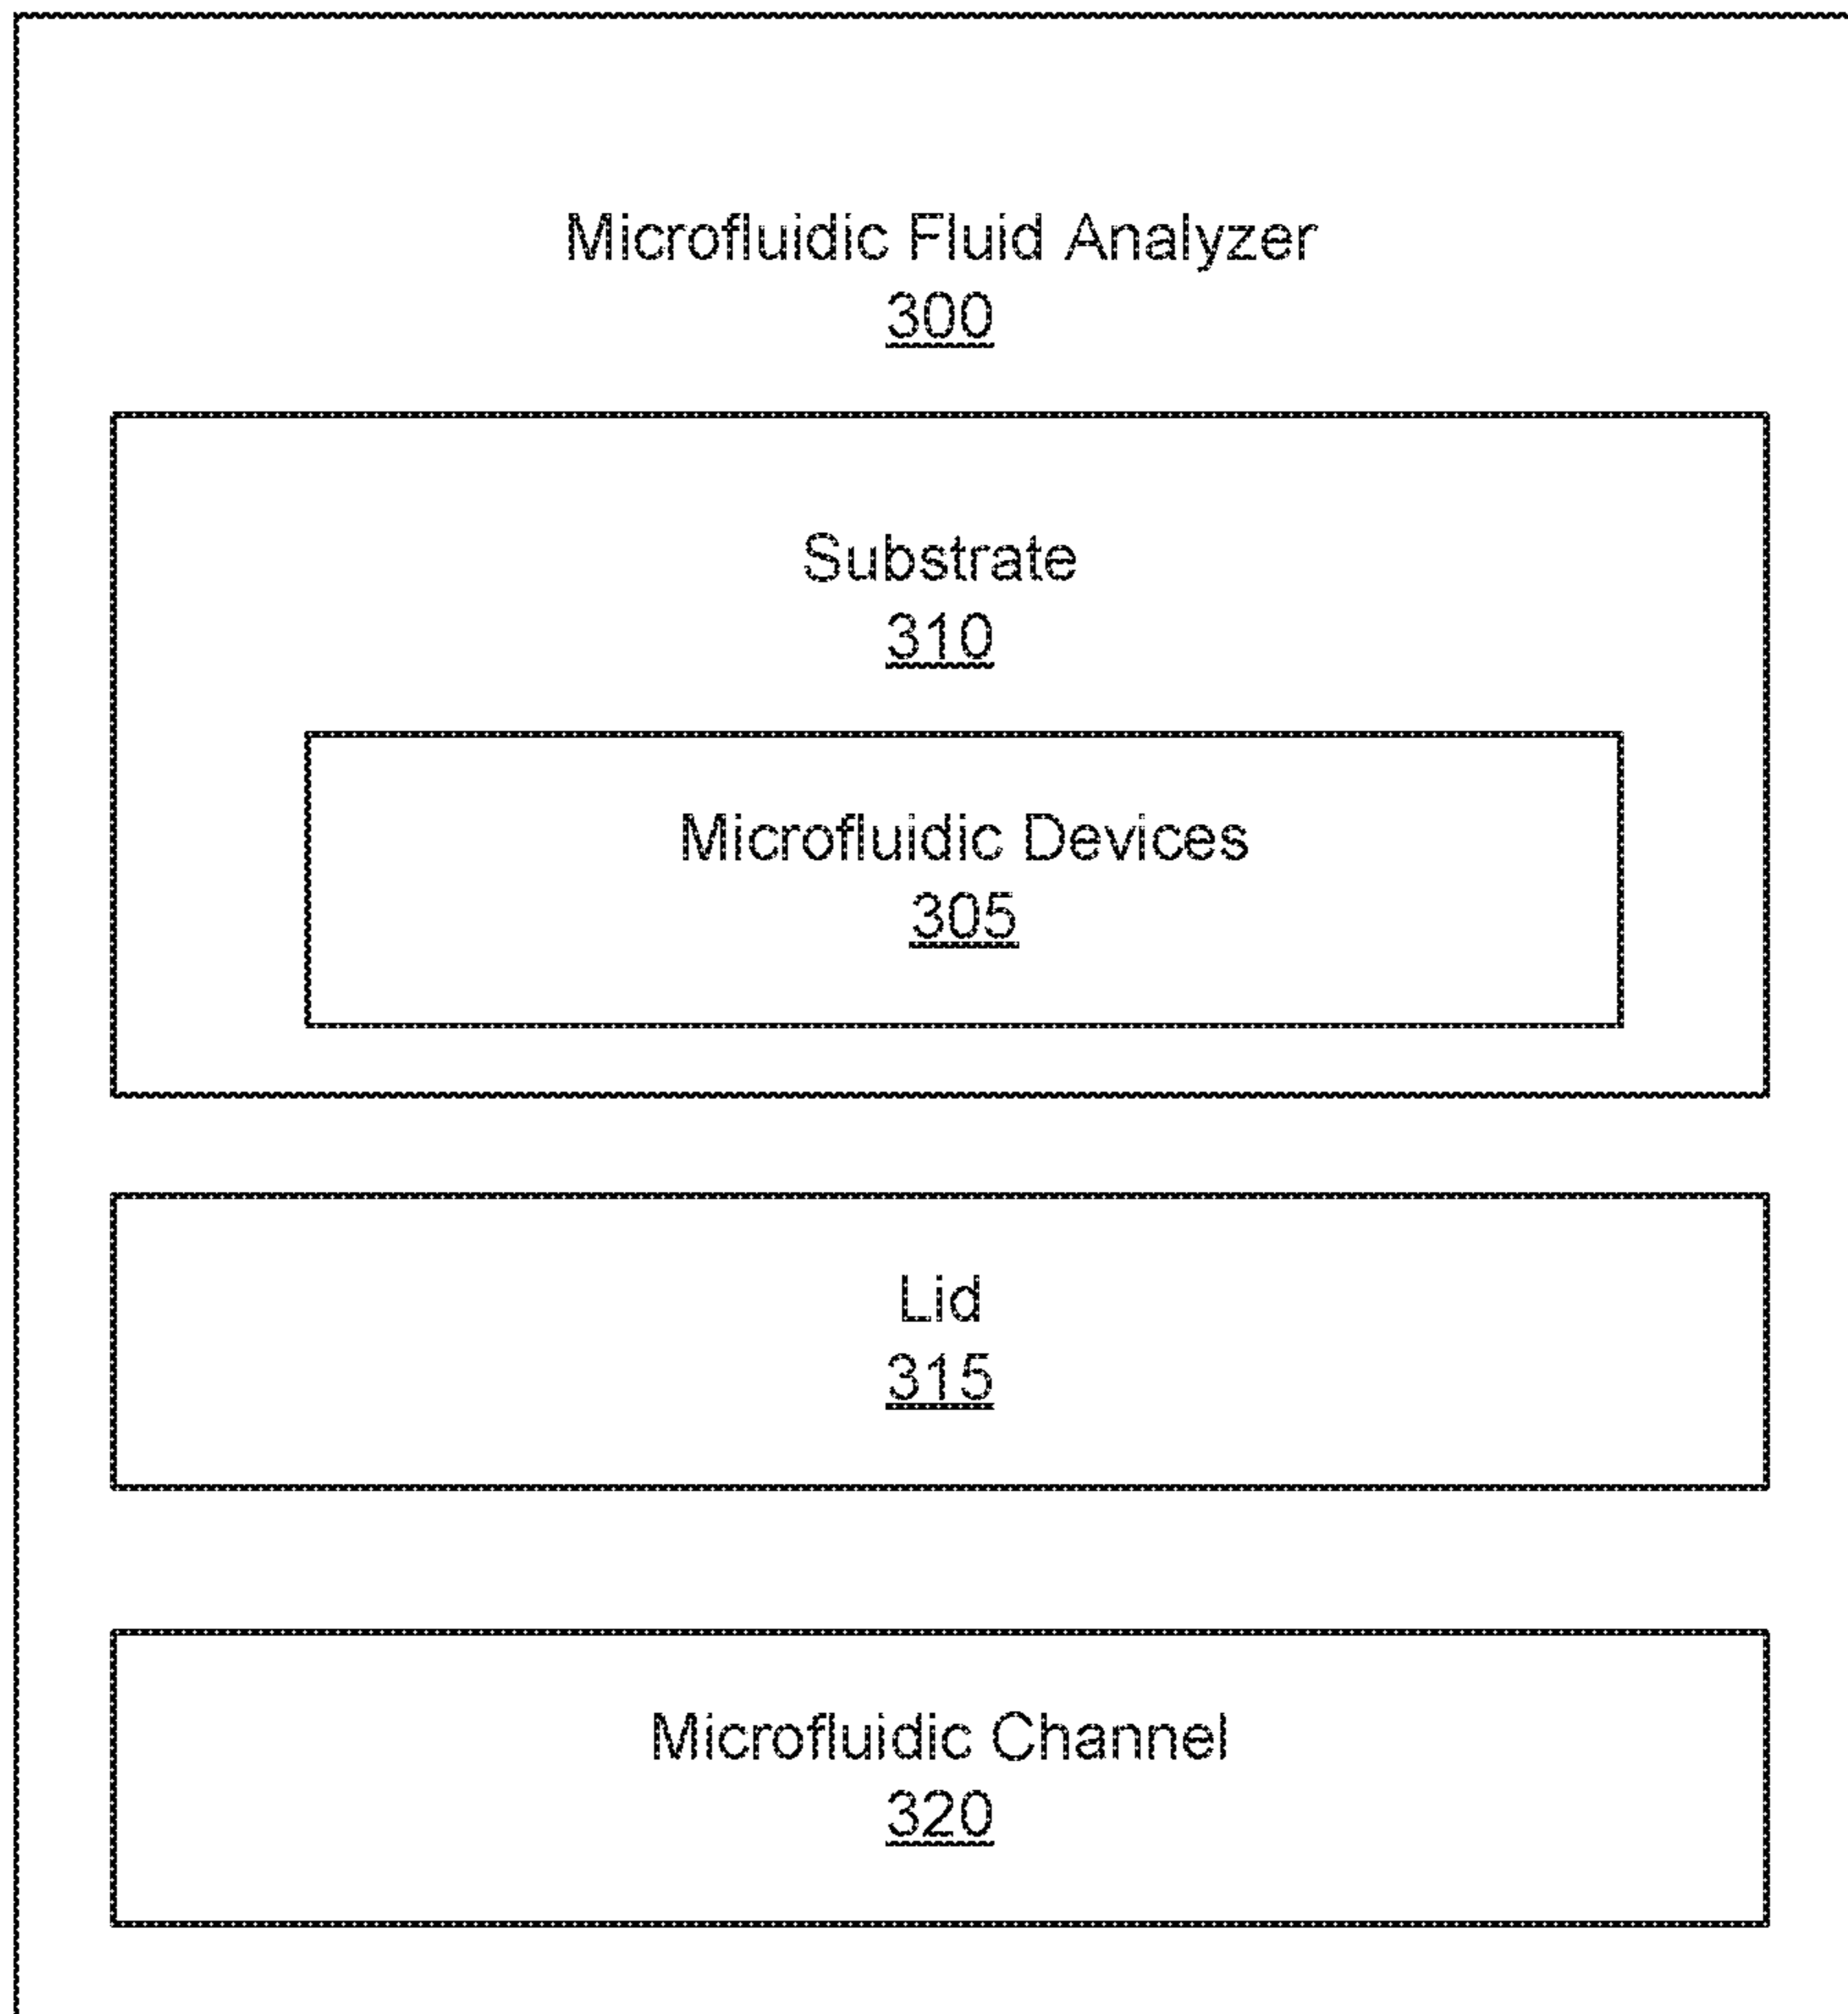 Microfluidic Fluid Analyzer
300
Substrate
310
Microfluidic Devices
305
Lid
315
Microfluidic Channel
320